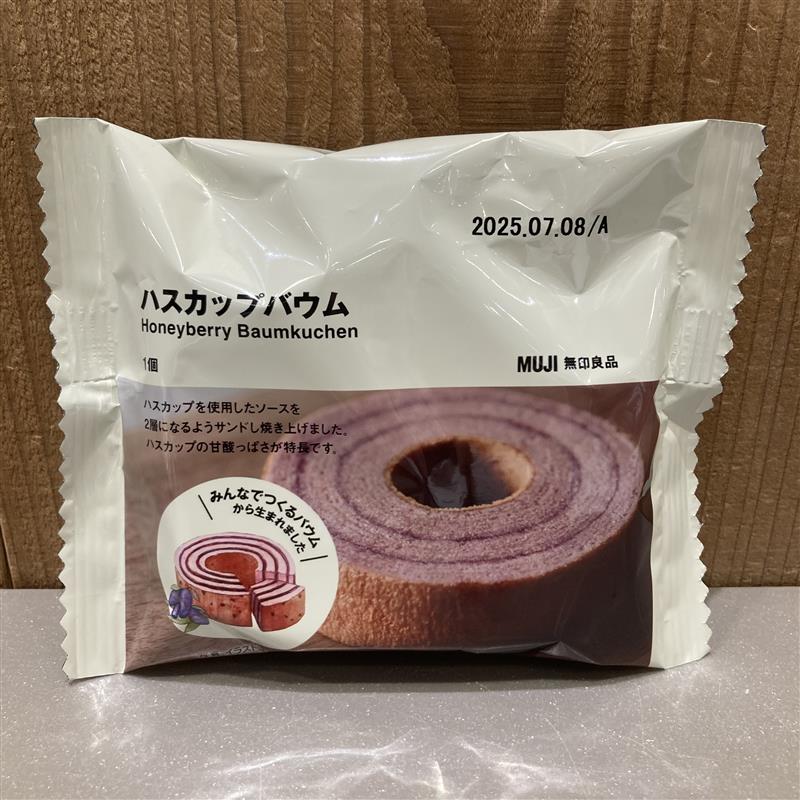 2025.07.08/A
ハスカップバウム
Honeyberry Baumkuchen
1個
MUJI 無印良品
ハスカップを使用したソースを
2層になるようサンドし焼き上げました。
ハスカップの甘酸っぱさが特長です。
みんなでつくるバウム
から生まれました
イラスト